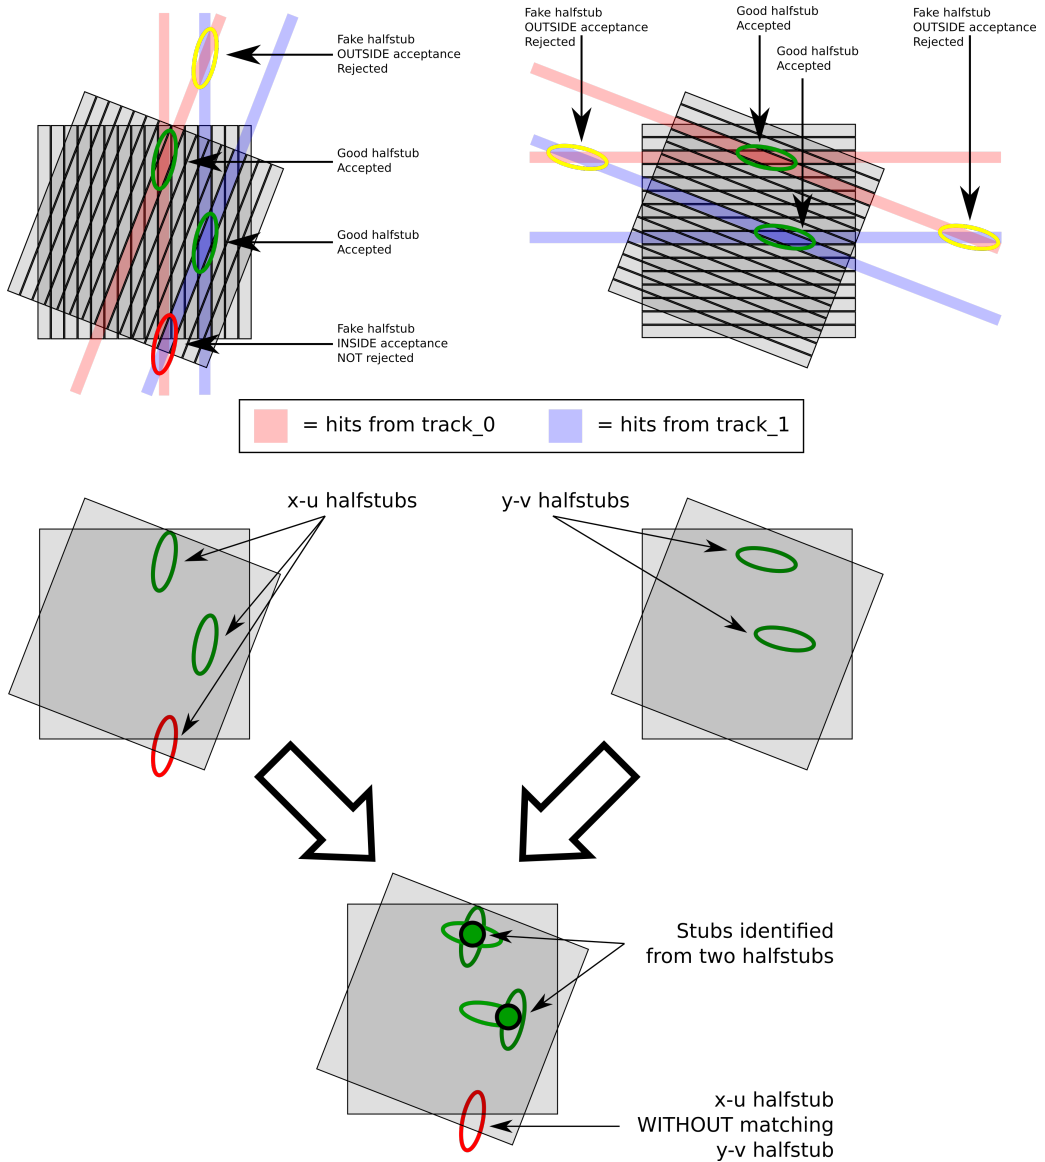 Fake halfstub
OUTSIDE acceptance
Rejected
Good halfstub
Accepted
Good halfstub
Accepted
Fake halfstub
INSIDE acceptance
NOT rejected
Fake halfstub
OUTSIDE acceptance
Rejected
Good halfstub
Accepted
Good halfstub
Accepted
Fake halfstub
OUTSIDE acceptance
Rejected
= hits from track_0
= hits from track_1
x-u halfstubs
y-v halfstubs
Stubs identified
from two halfstubs
x-u halfstub
WITHOUT matching
y-v halfstub